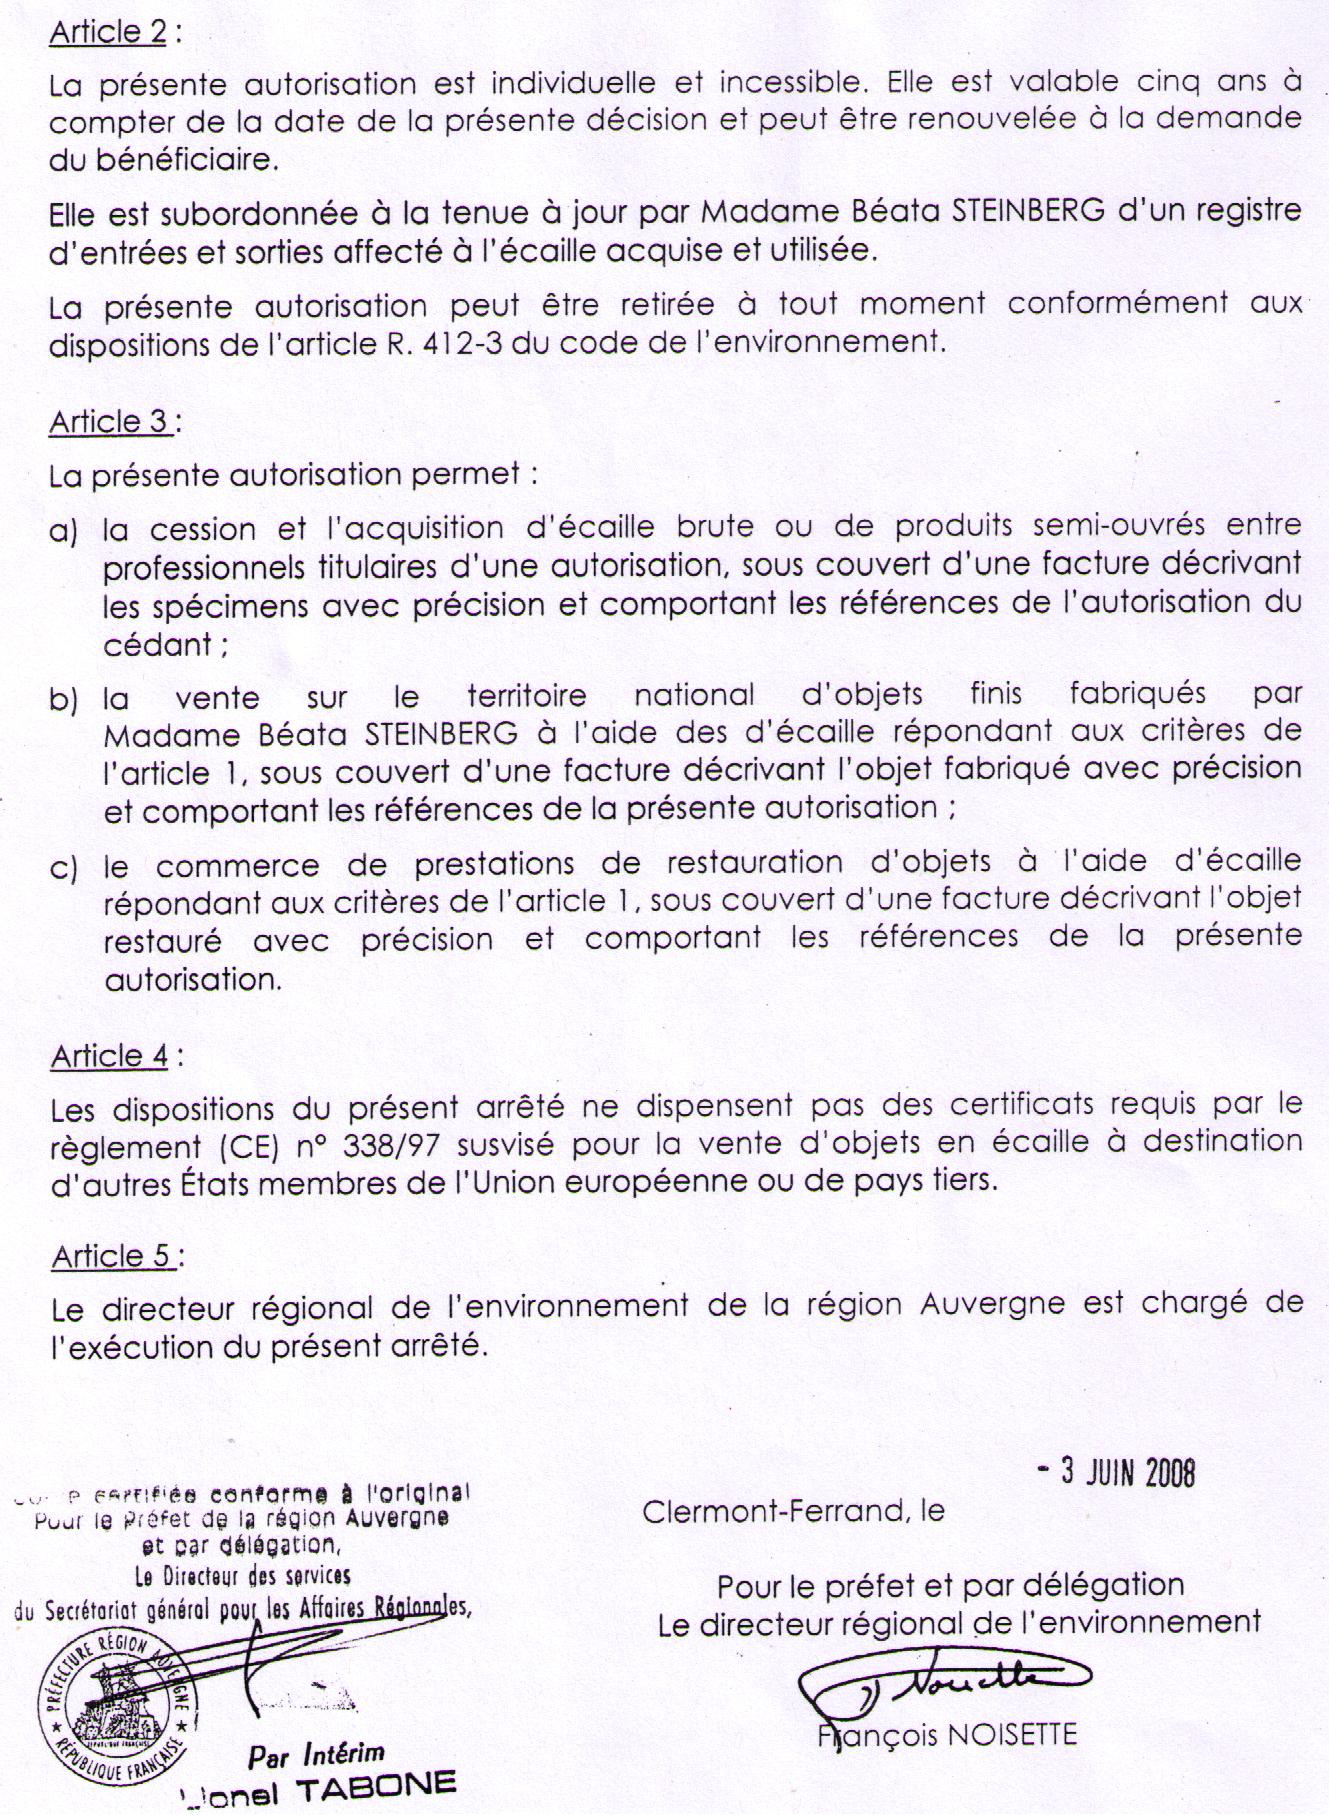 Article 2 :
La présente autorisation est individuelle et incessible. Elle est valable cinq ans à
compter de la date de la présente décision et peut être renouvelée à la demande
du bénéficiaire.
Elle est subordonnée à la tenue à jour par Madame Béata STEINBERG d'un registre
d'entrées et sorties affecté à l'écaille acquise et utilisée.
La présente autorisation peut être retirée à tout moment conformément aux
dispositions de l'article R. 412-3 du code de l'environnement.
Article 3 :
La présente autorisation permet :
a) la cession et l'acquisition d'écaille brute ou de produits semi-ouvrés entre
professionnels titulaires d'une autorisation, sous couvert d'une facture décrivant
les spécimens avec précision et comportant les références de l'autorisation du
cédant ;
b) la vente sur le territoire national d'objets finis fabriqués par
Madame Béata STEINBERG à l'aide des d'écaille répondant aux critères de
l'article 1, sous couvert d'une facture décrivant l'objet fabriqué avec précision
et comportant les références de la présente autorisation ;
c) le commerce de prestations de restauration d'objets à l'aide d'écaille
répondant aux critères de l'article 1, sous couvert d'une facture décrivant l'objet
restauré avec précision et comportant les références de la présente
autorisation.
Article 4 :
Les dispositions du présent arrêté ne dispensent pas des certificats requis par le
règlement (CE) n° 338/97 susvisé pour la vente d'objets en écaille à destination
d'autres États membres de l'Union européenne ou de pays tiers.
Article 5 :
Le directeur régional de l'environnement de la région Auvergne est chargé de
l'exécution du présent arrêté.
- 3 JUIN 2008
Clermont-Ferrand, le
Pour le préfet et par délégation
Le directeur régional de l'environnement
François NOISETTE
certifiée conforme à l'original
Pour le Préfet de la région Auvergne
et par délégation,
Le Directeur des services
du Secrétariat général pour les Affaires Régionales,
PRÉFECTURE RÉGION AUVERGNE
RÉPUBLIQUE FRANÇAISE
Par Intérim
Lionel TABONE